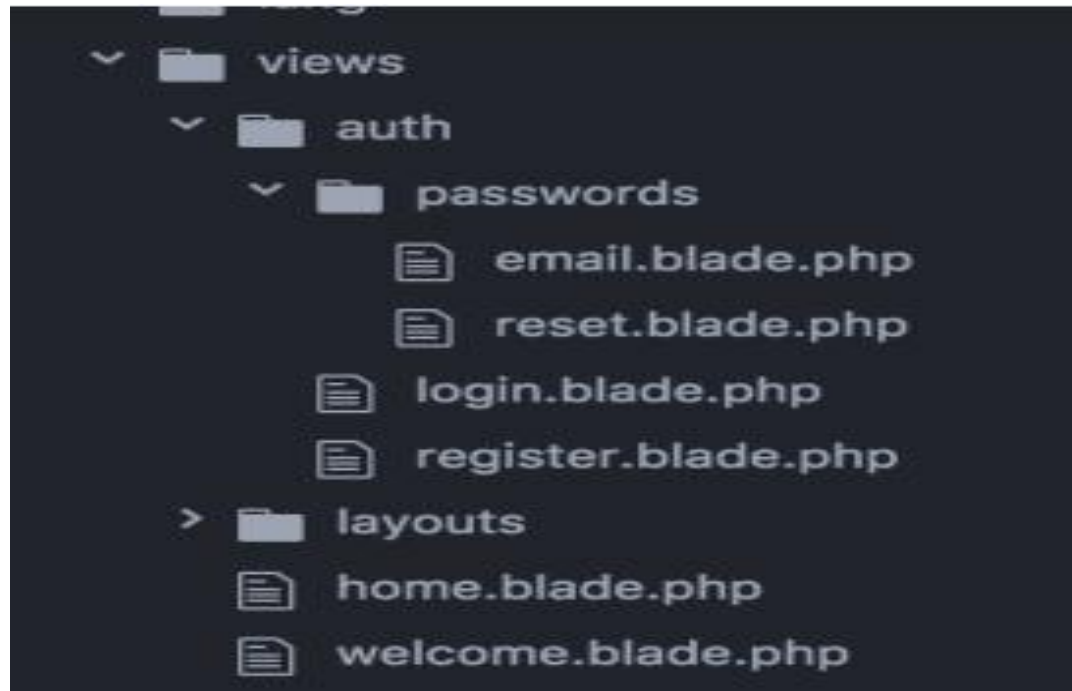 views
auth
passwords
email.blade.php
reset.blade.php
login.blade.php
register.blade.php
layouts
home.blade.php
welcome.blade.php